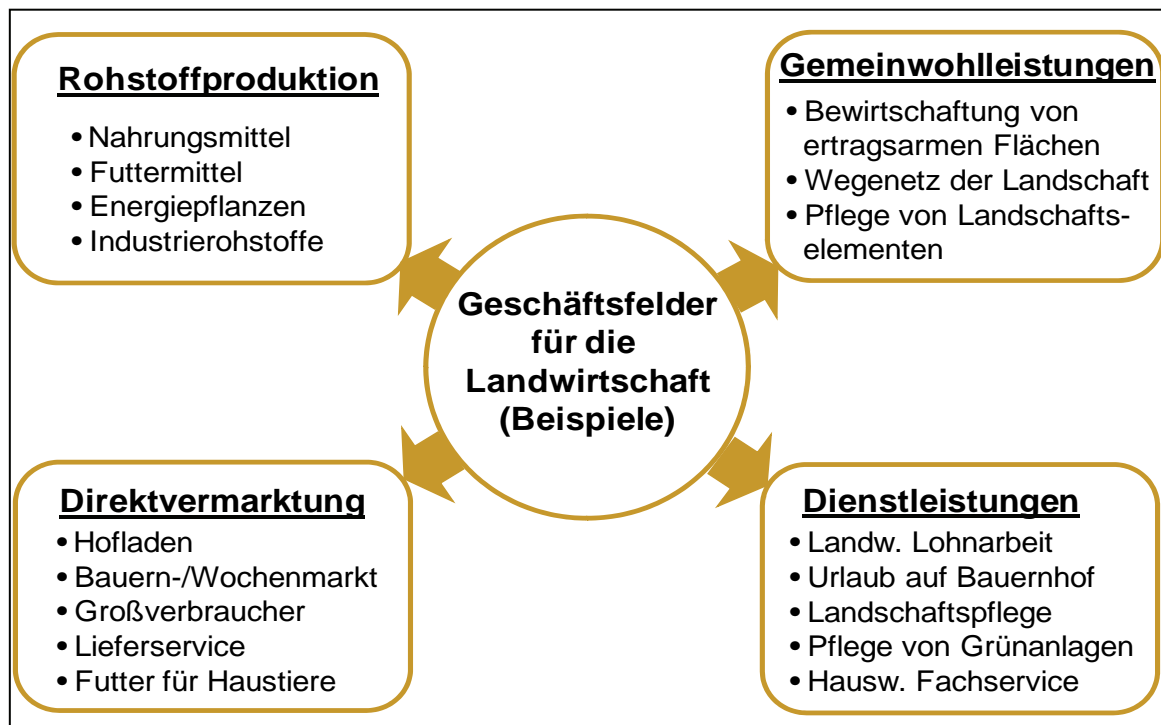 Rohstoffproduktion
• Nahrungsmittel
• Futtermittel
• Energiepflanzen
• Industrierohstoffe
Gemeinwohlleistungen
• Bewirtschaftung von
ertragsarmen Flächen
• Wegenetz der Landschaft
• Pflege von Landschafts-
elementen
Geschäftsfelder
für die
Landwirtschaft
(Beispiele)
Direktvermarktung
• Hofladen
• Bauern-/Wochenmarkt
• Großverbraucher
• Lieferservice
• Futter für Haustiere
Dienstleistungen
• Landw. Lohnarbeit
• Urlaub auf Bauernhof
• Landschaftspflege
• Pflege von Grünanlagen
• Hausw. Fachservice